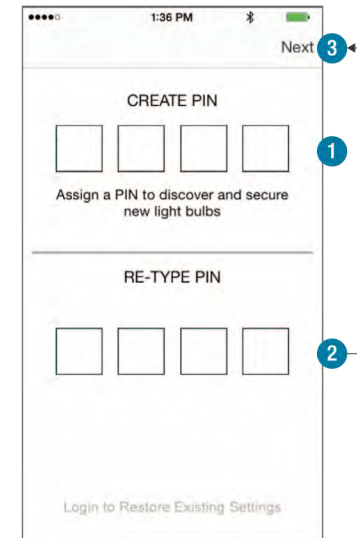 1:36 PM
Next 3
CREATE PIN
1
Assign a PIN to discover and secure
new light bulbs
RE-TYPE PIN
2
Login to Restore Existing Settings